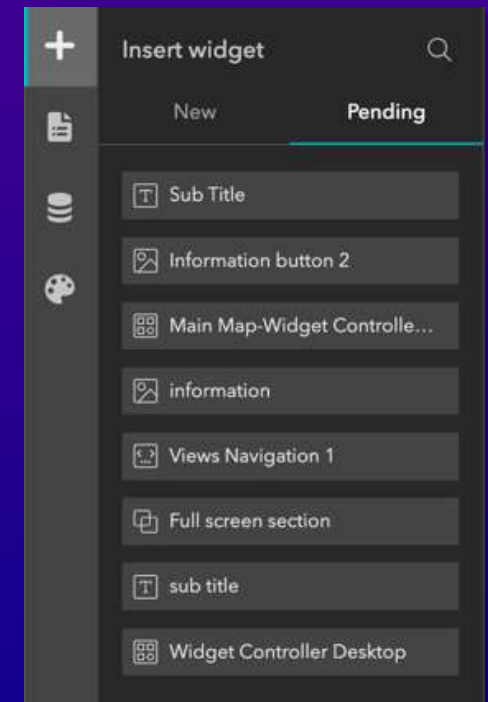 Insert widget
New Pending
Sub Title
Information button 2
Main Map-Widget Controlle...
information
Views Navigation 1
Full screen section
sub title
Widget Controller Desktop